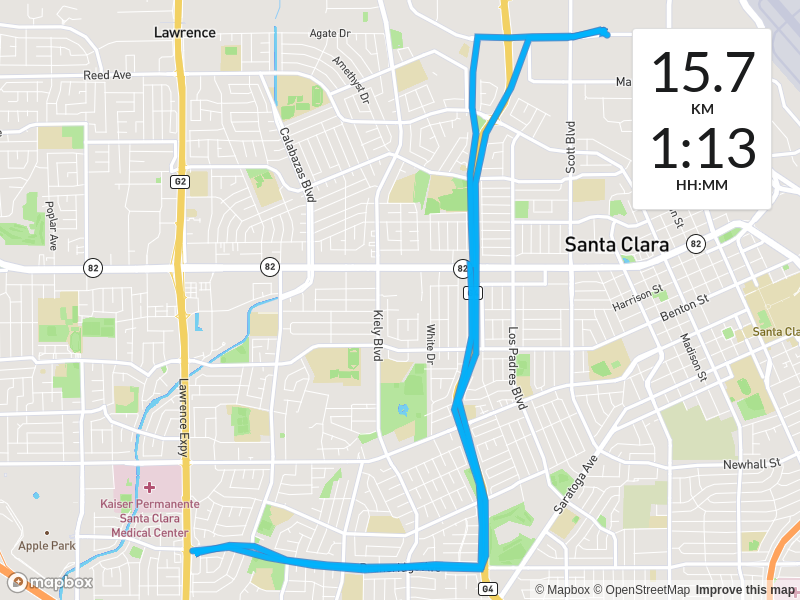 Lawrence
Agate Dr
Reed Ave
Amethyst Dr
15.7
KM
1:13
HH:MM
Calabazas Blvd
Scott Blvd
G2
Poplar Ave
Santa Clara
82
82
82
82
Harrison St
Benton St
Kiely Blvd
White Dr
Los Padres Blvd
Madison St
Santa Cla
Lawrence Expy
Saratoga Ave
Newhall St
Kaiser Permanente
Santa Clara
Medical Center
Apple Park
G4
mapbox
© Mapbox © OpenStreetMap Improve this map